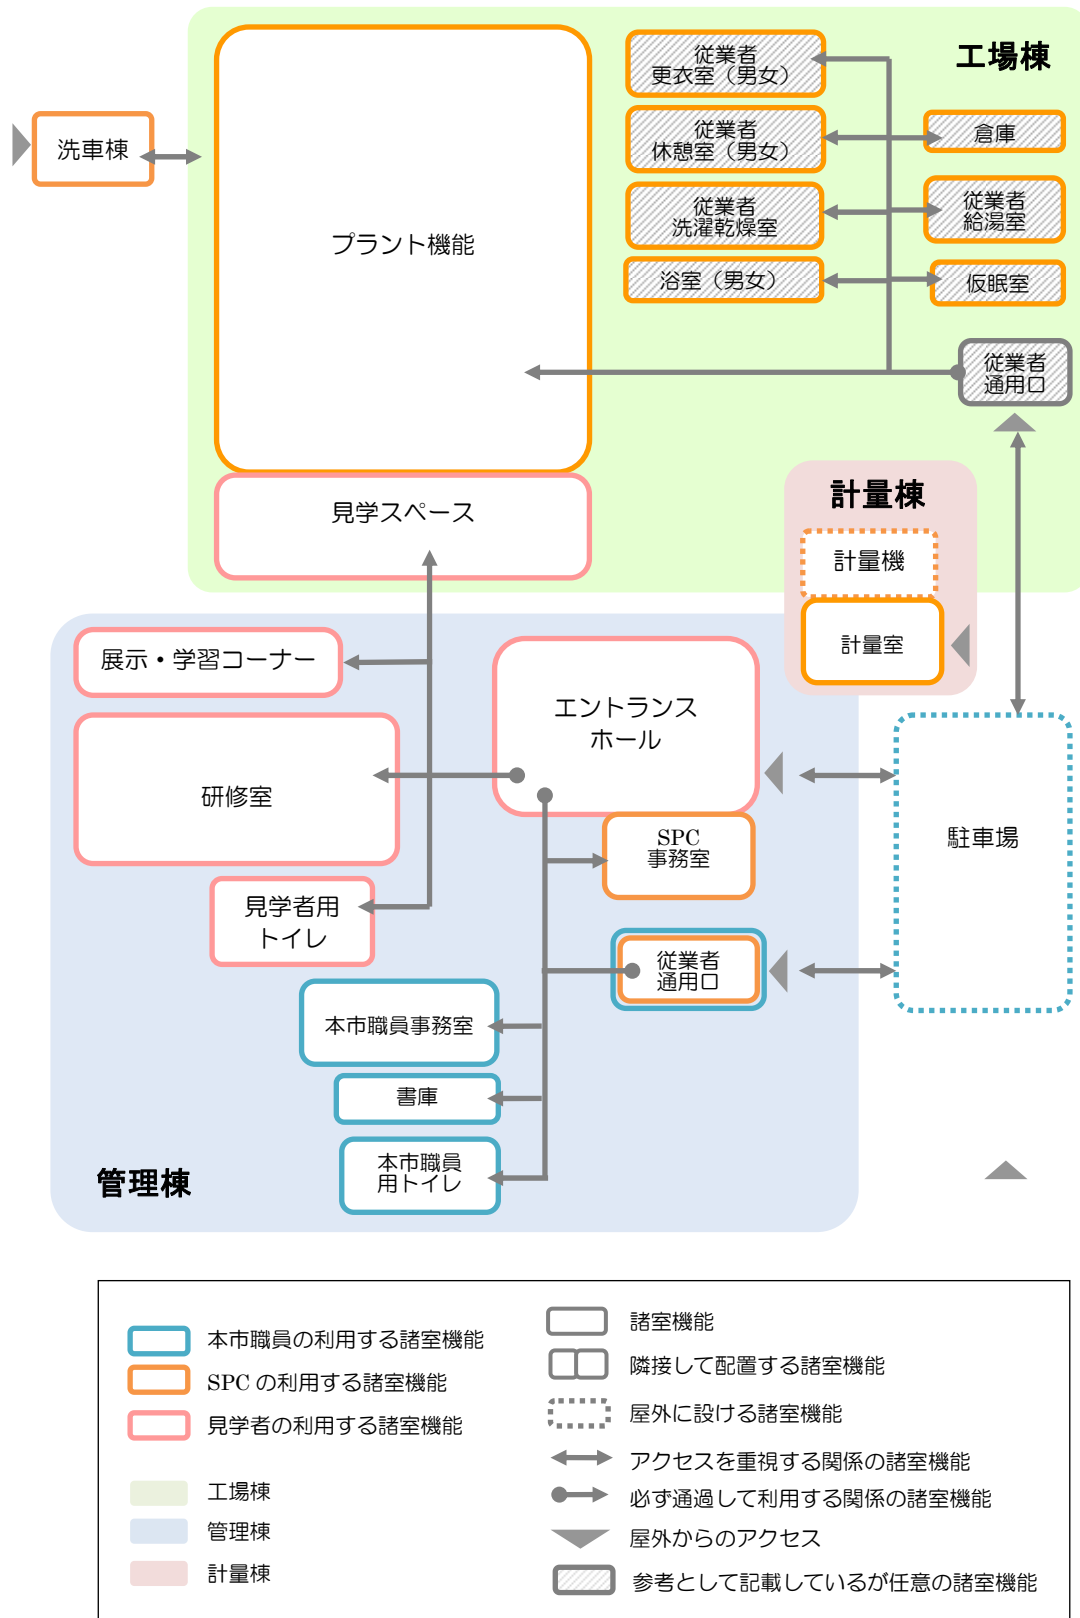 工場棟
従業者
更衣室（男女）
従業者
休憩室（男女）
倉庫
従業者
洗濯乾燥室
従業者
給湯室
浴室（男女）
仮眠室
従業者
通用口
洗車棟
プラント機能
見学スペース
計量棟
計量機
計量室
展示・学習コーナー
エントランス
ホール
研修室
SPC
事務室
駐車場
見学者用
トイレ
従業者
通用口
本市職員事務室
書庫
本市職員
用トイレ
管理棟
本市職員の利用する諸室機能
SPC の利用する諸室機能
見学者の利用する諸室機能
工場棟
管理棟
計量棟
諸室機能
隣接して配置する諸室機能
屋外に設ける諸室機能
アクセスを重視する関係の諸室機能
必ず通過して利用する関係の諸室機能
屋外からのアクセス
参考として記載しているが任意の諸室機能